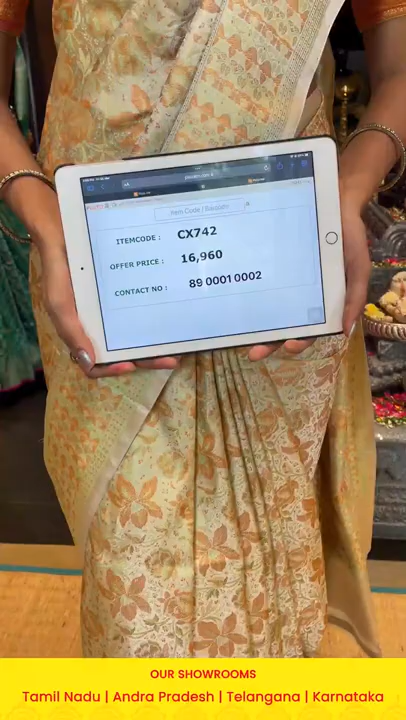 Item Code | Barcode
ITEMCODE : CX742
OFFER PRICE : 16,960
CONTACT NO : 89 0001 0002
OUR SHOWROOMS
Tamil Nadu | Andra Pradesh | Telangana | Karnataka